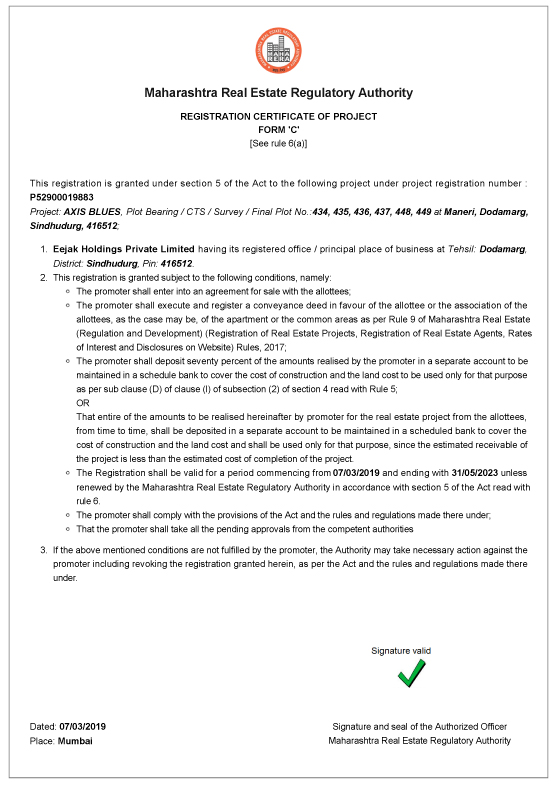 MAHA
RERA
Maharashtra Real Estate Regulatory Authority
REGISTRATION CERTIFICATE OF PROJECT
FORM 'C'
[See rule 6(a)]
This registration is granted under section 5 of the Act to the following project under project registration number :
P52900019883
Project: AXIS BLUES, Plot Bearing / CTS / Survey / Final Plot No.:434, 435, 436, 437, 448, 449 at Maneri, Dodamarg,
Sindhudurg, 416512;
1. Eejak Holdings Private Limited having its registered office / principal place of business at Tehsil: Dodamarg,
District: Sindhudurg, Pin: 416512.
2. This registration is granted subject to the following conditions, namely:
The promoter shall enter into an agreement for sale with the allottees;
The promoter shall execute and register a conveyance deed in favour of the allottee or the association of the
allottees, as the case may be, of the apartment or the common areas as per Rule 9 of Maharashtra Real Estate
(Regulation and Development) (Registration of Real Estate Projects, Registration of Real Estate Agents, Rates
of Interest and Disclosures on Website) Rules, 2017;
The promoter shall deposit seventy percent of the amounts realised by the promoter in a separate account to be
maintained in a schedule bank to cover the cost of construction and the land cost to be used only for that purpose
as per sub clause (D) of clause (l) of subsection (2) of section 4 read with Rule 5;
OR
That entire of the amounts to be realised hereinafter by promoter for the real estate project from the allottees,
from time to time, shall be deposited in a separate account to be maintained in a scheduled bank to cover the
cost of construction and the land cost and shall be used only for that purpose, since the estimated receivable of
the project is less than the estimated cost of completion of the project.
The Registration shall be valid for a period commencing from 07/03/2019 and ending with 31/05/2023 unless
renewed by the Maharashtra Real Estate Regulatory Authority in accordance with section 5 of the Act read with
rule 6.
The promoter shall comply with the provisions of the Act and the rules and regulations made there under;
That the promoter shall take all the pending approvals from the competent authorities
3. If the above mentioned conditions are not fulfilled by the promoter, the Authority may take necessary action against the
promoter including revoking the registration granted herein, as per the Act and the rules and regulations made there
under.
Signature valid
Dated: 07/03/2019
Place: Mumbai
Signature and seal of the Authorized Officer
Maharashtra Real Estate Regulatory Authority